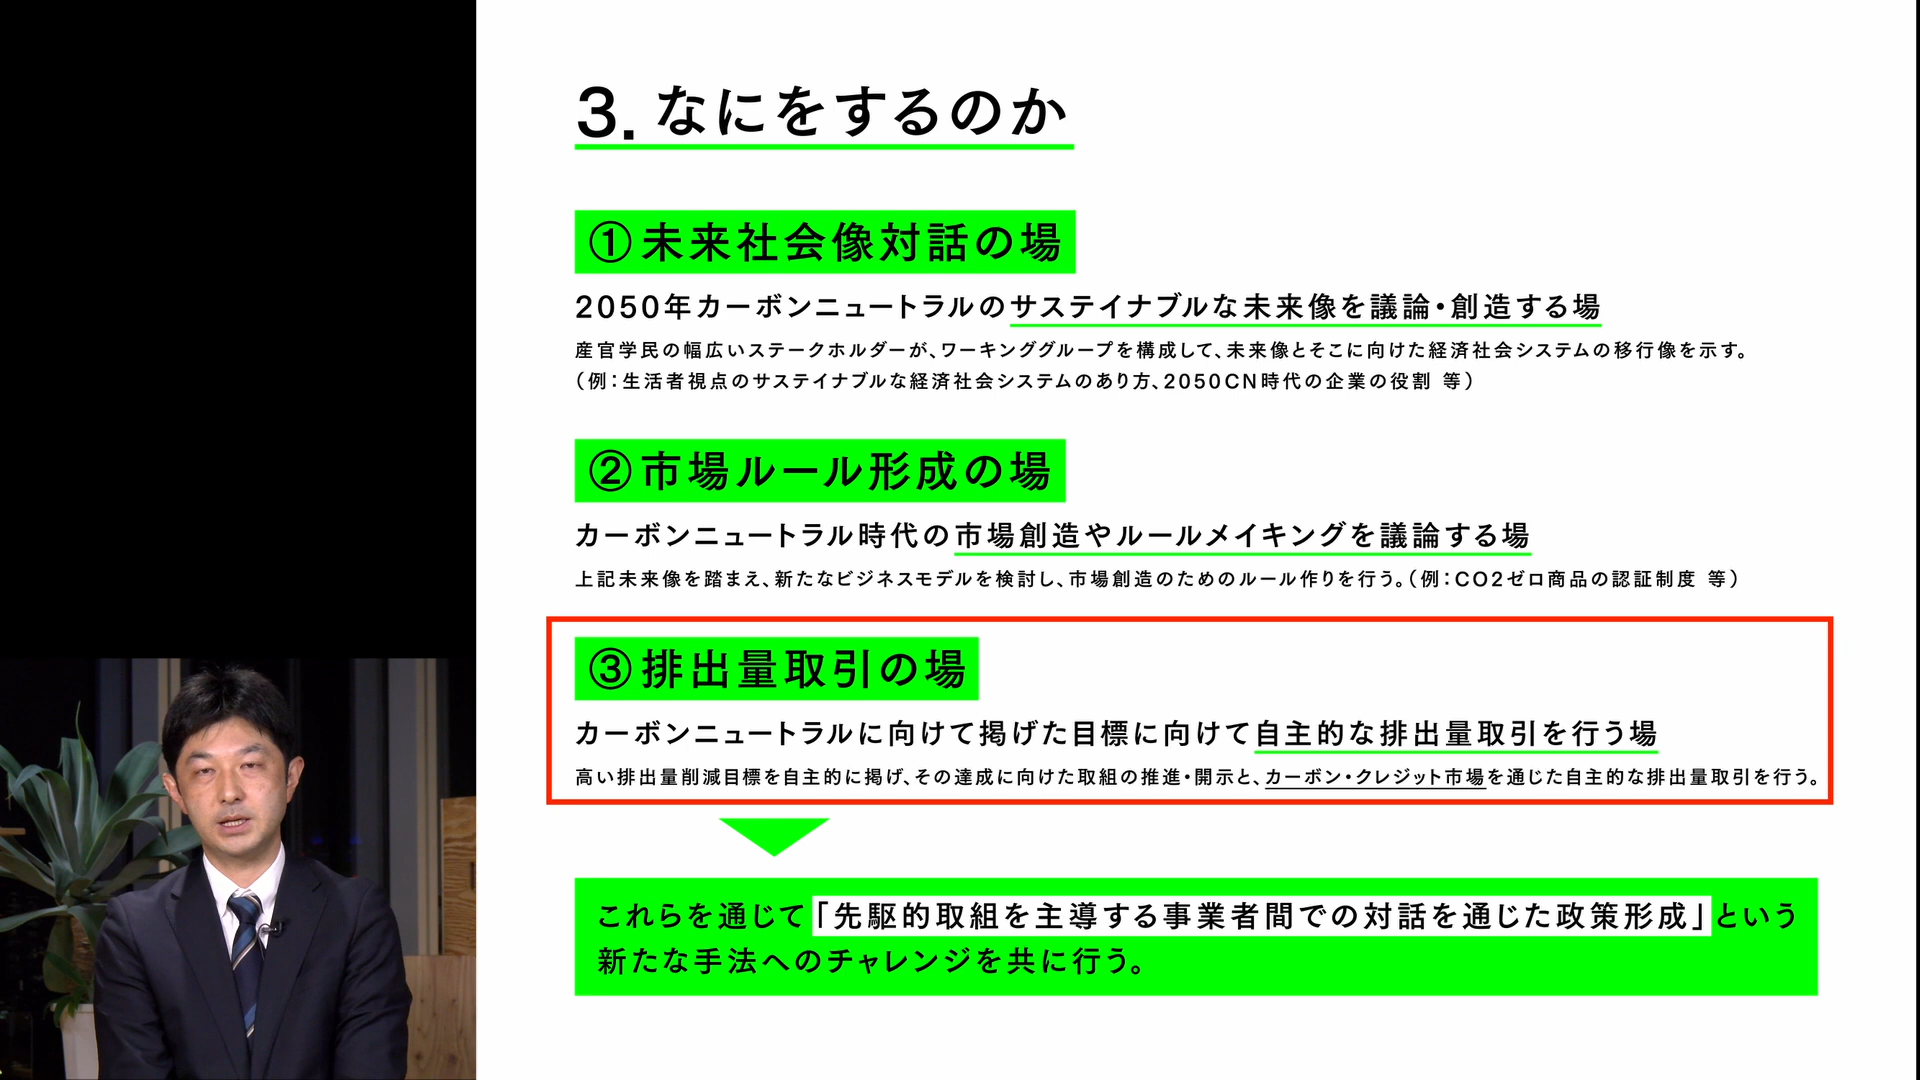 3. なにをするのか
①未来社会像対話の場
2050年カーボンニュートラルのサステイナブルな未来像を議論・創造する場
産官学民の幅広いステークホルダーが、ワーキンググループを構成して、未来像とそこに向けた経済社会システムの移行像を示す。
（例：生活者視点のサステイナブルな経済社会システムのあり方、2050CN時代の企業の役割 等）
②市場ルール形成の場
カーボンニュートラル時代の市場創造やルールメイキングを議論する場
上記未来像を踏まえ、新たなビジネスモデルを検討し、市場創造のためのルール作りを行う。（例：CO2ゼロ商品の認証制度 等）
③排出量取引の場
カーボンニュートラルに向けて掲げた目標に向けて自主的な排出量取引を行う場
高い排出量削減目標を自主的に掲げ、その達成に向けた取組の推進・開示と、カーボン・クレジット市場を通じた自主的な排出量取引を行う。
これらを通じて「先駆的取組を主導する事業者間での対話を通じた政策形成」という
新たな手法へのチャレンジを共に行う。